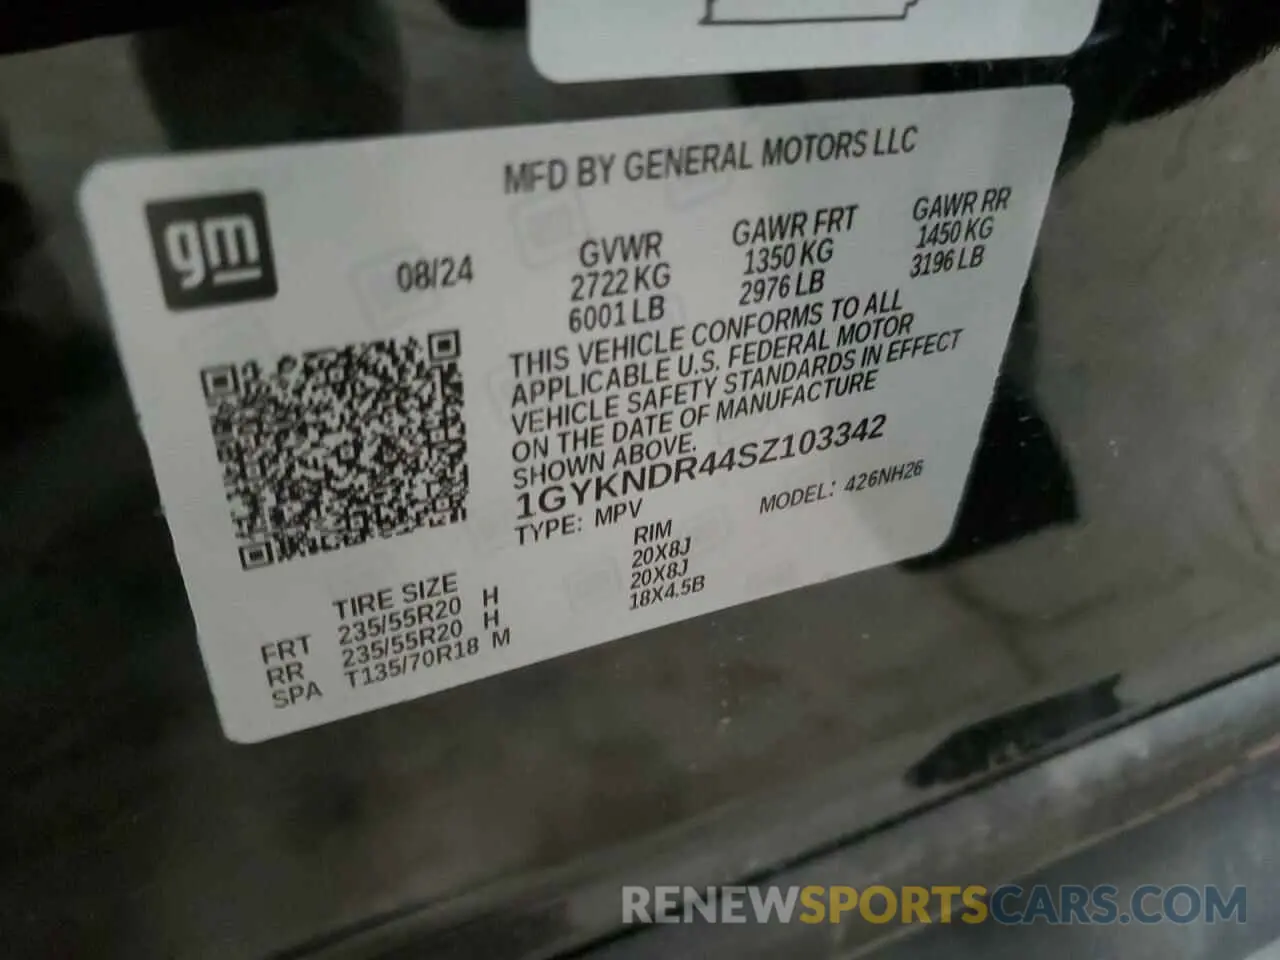 MFD BY GENERAL MOTORS LLC
gm
08/24
GVWR
2722 KG
6001 LB
GAWR FRT
1350 KG
2976 LB
GAWR RR
1450 KG
3196 LB
THIS VEHICLE CONFORMS TO ALL
APPLICABLE U.S. FEDERAL MOTOR
VEHICLE SAFETY STANDARDS IN EFFECT
ON THE DATE OF MANUFACTURE
SHOWN ABOVE.
1GYKNDR44SZ103342
TYPE: MPV
MODEL: 426NH26
TIRE SIZE
RIM
FRT 235/55R20 H 20X8J
RR 235/55R20 H 20X8J
SPA T135/70R18 M 18X4.5B
RENEWSPORTSCARS.COM